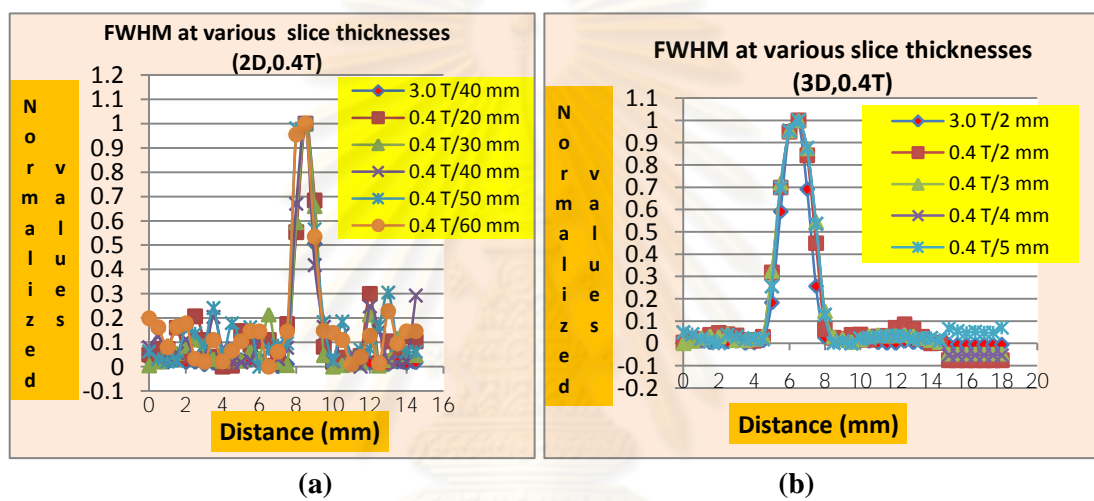 FWHM at various slice thicknesses
(2D,0.4T)
Normalized values
1.2
1.1
1
0.9
0.8
0.7
0.6
0.5
0.4
0.3
0.2
0.1
0
-0.1
3.0 T/40 mm
0.4 T/20 mm
0.4 T/30 mm
0.4 T/40 mm
0.4 T/50 mm
0.4 T/60 mm
0 2 4 6 8 10 12 14 16
Distance (mm)
(a)
FWHM at various slice thicknesses
(3D,0.4T)
Normalized values
1.1
1
0.9
0.8
0.7
0.6
0.5
0.4
0.3
0.2
0.1
0
-0.1
-0.2
3.0 T/2 mm
0.4 T/2 mm
0.4 T/3 mm
0.4 T/4 mm
0.4 T/5 mm
0 2 4 6 8 10 12 14 16 18 20
Distance (mm)
(b)